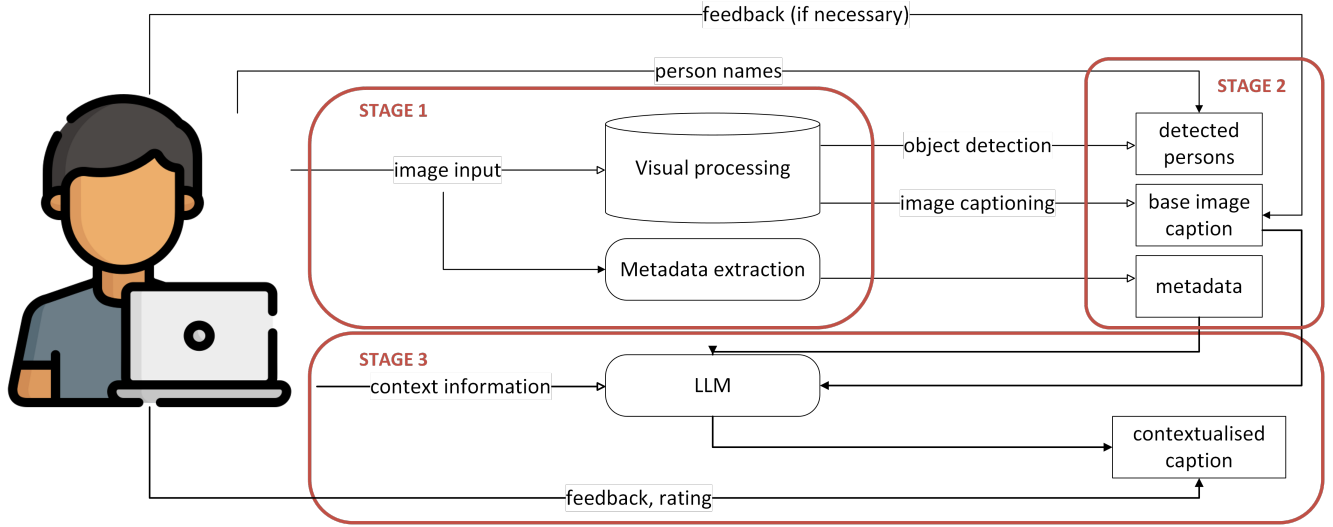 feedback (if necessary)
person names
STAGE 1
STAGE 2
image input
Visual processing
object detection
detected
persons
image captioning
base image
caption
Metadata extraction
metadata
STAGE 3
context information
LLM
contextualised
caption
feedback, rating